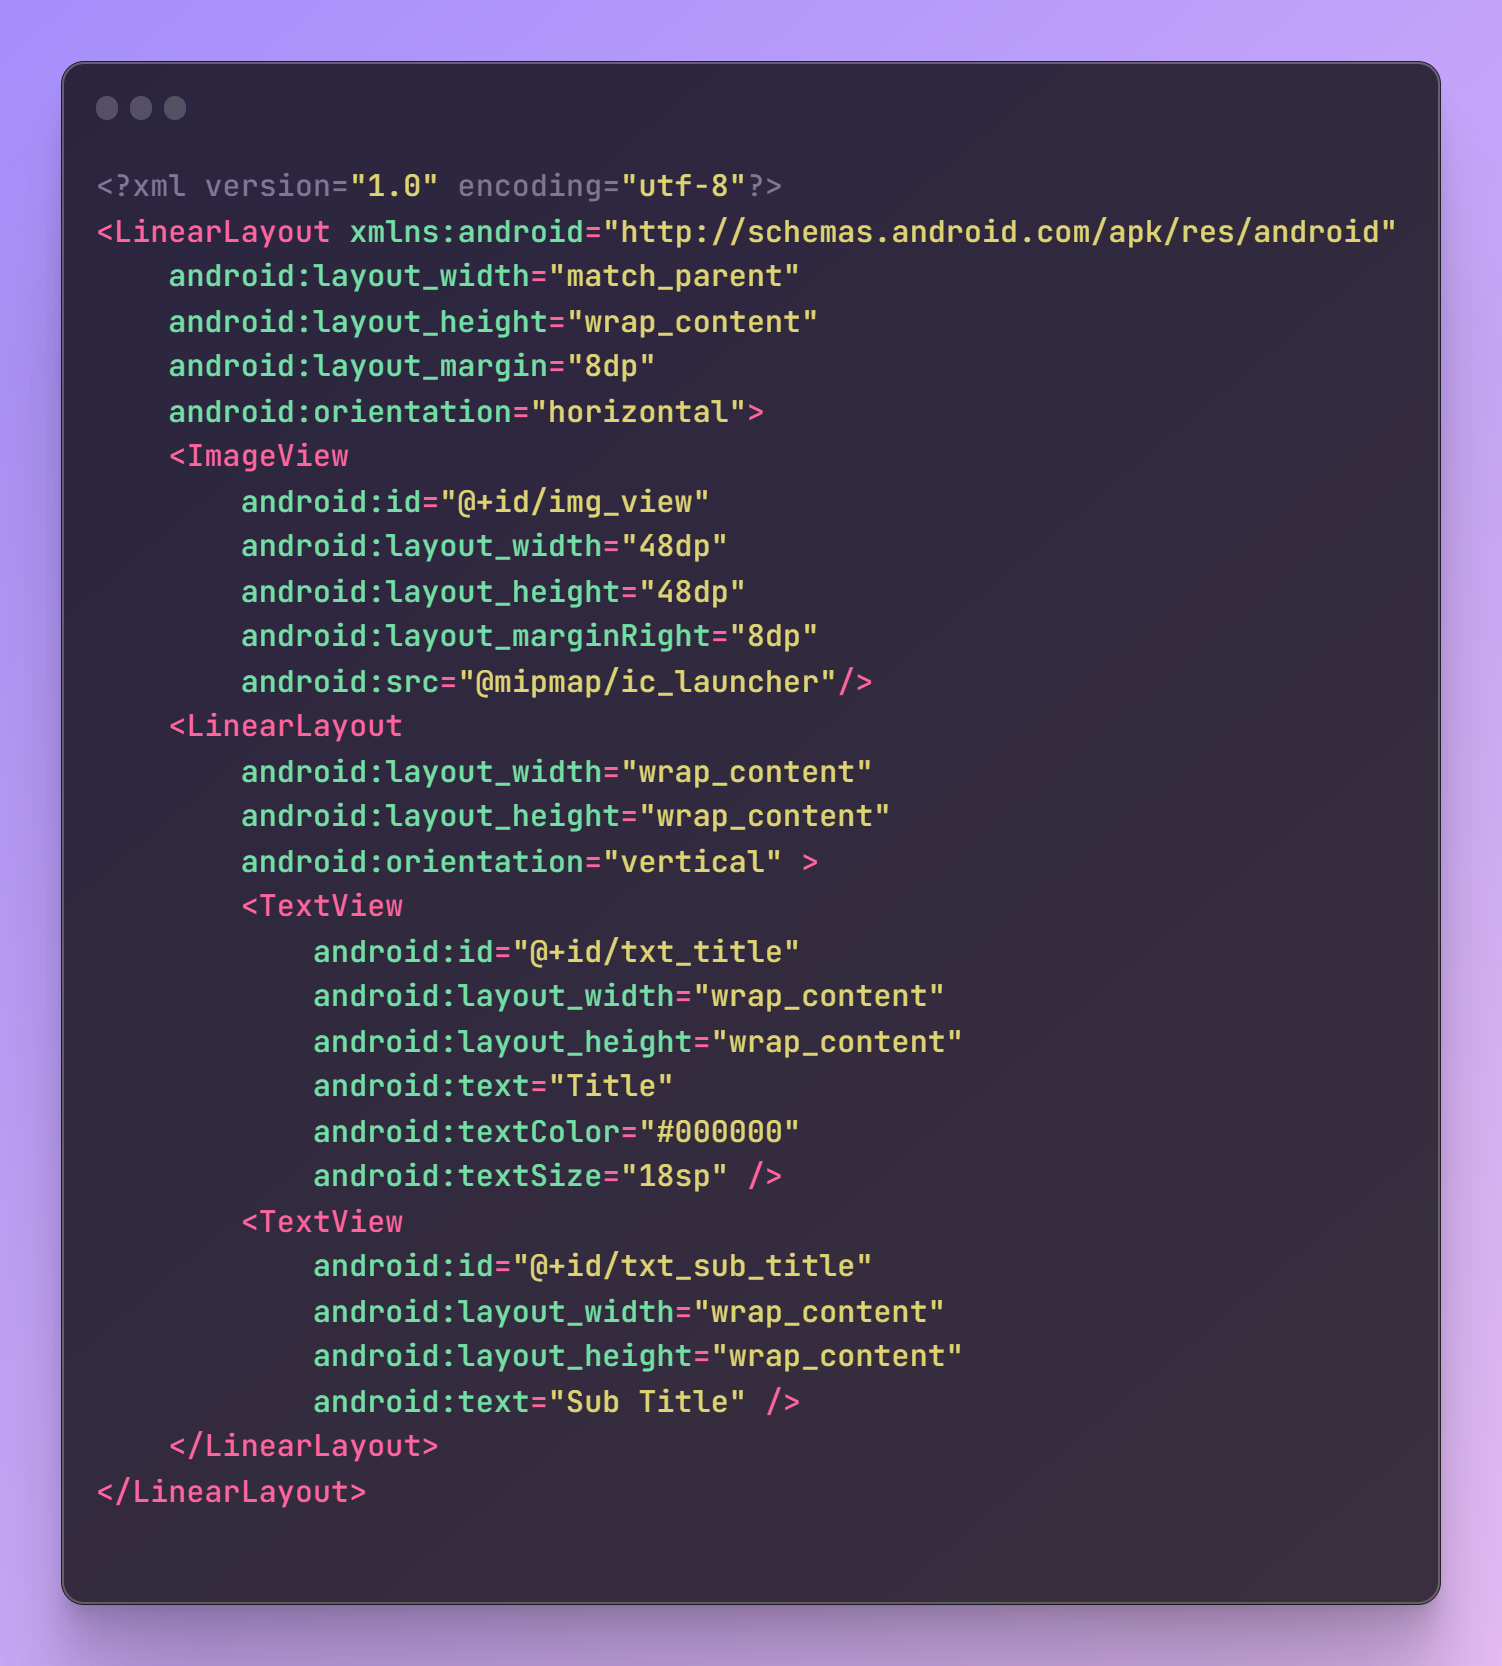 <?xml version="1.0" encoding="utf-8"?>
<LinearLayout xmlns:android="http://schemas.android.com/apk/res/android"
    android:layout_width="match_parent"
    android:layout_height="wrap_content"
    android:layout_margin="8dp"
    android:orientation="horizontal">
    <ImageView
        android:id="@+id/img_view"
        android:layout_width="48dp"
        android:layout_height="48dp"
        android:layout_marginRight="8dp"
        android:src="@mipmap/ic_launcher"/>
    <LinearLayout
        android:layout_width="wrap_content"
        android:layout_height="wrap_content"
        android:orientation="vertical" >
        <TextView
            android:id="@+id/txt_title"
            android:layout_width="wrap_content"
            android:layout_height="wrap_content"
            android:text="Title"
            android:textColor="#000000"
            android:textSize="18sp" />
        <TextView
            android:id="@+id/txt_sub_title"
            android:layout_width="wrap_content"
            android:layout_height="wrap_content"
            android:text="Sub Title" />
    </LinearLayout>
</LinearLayout>